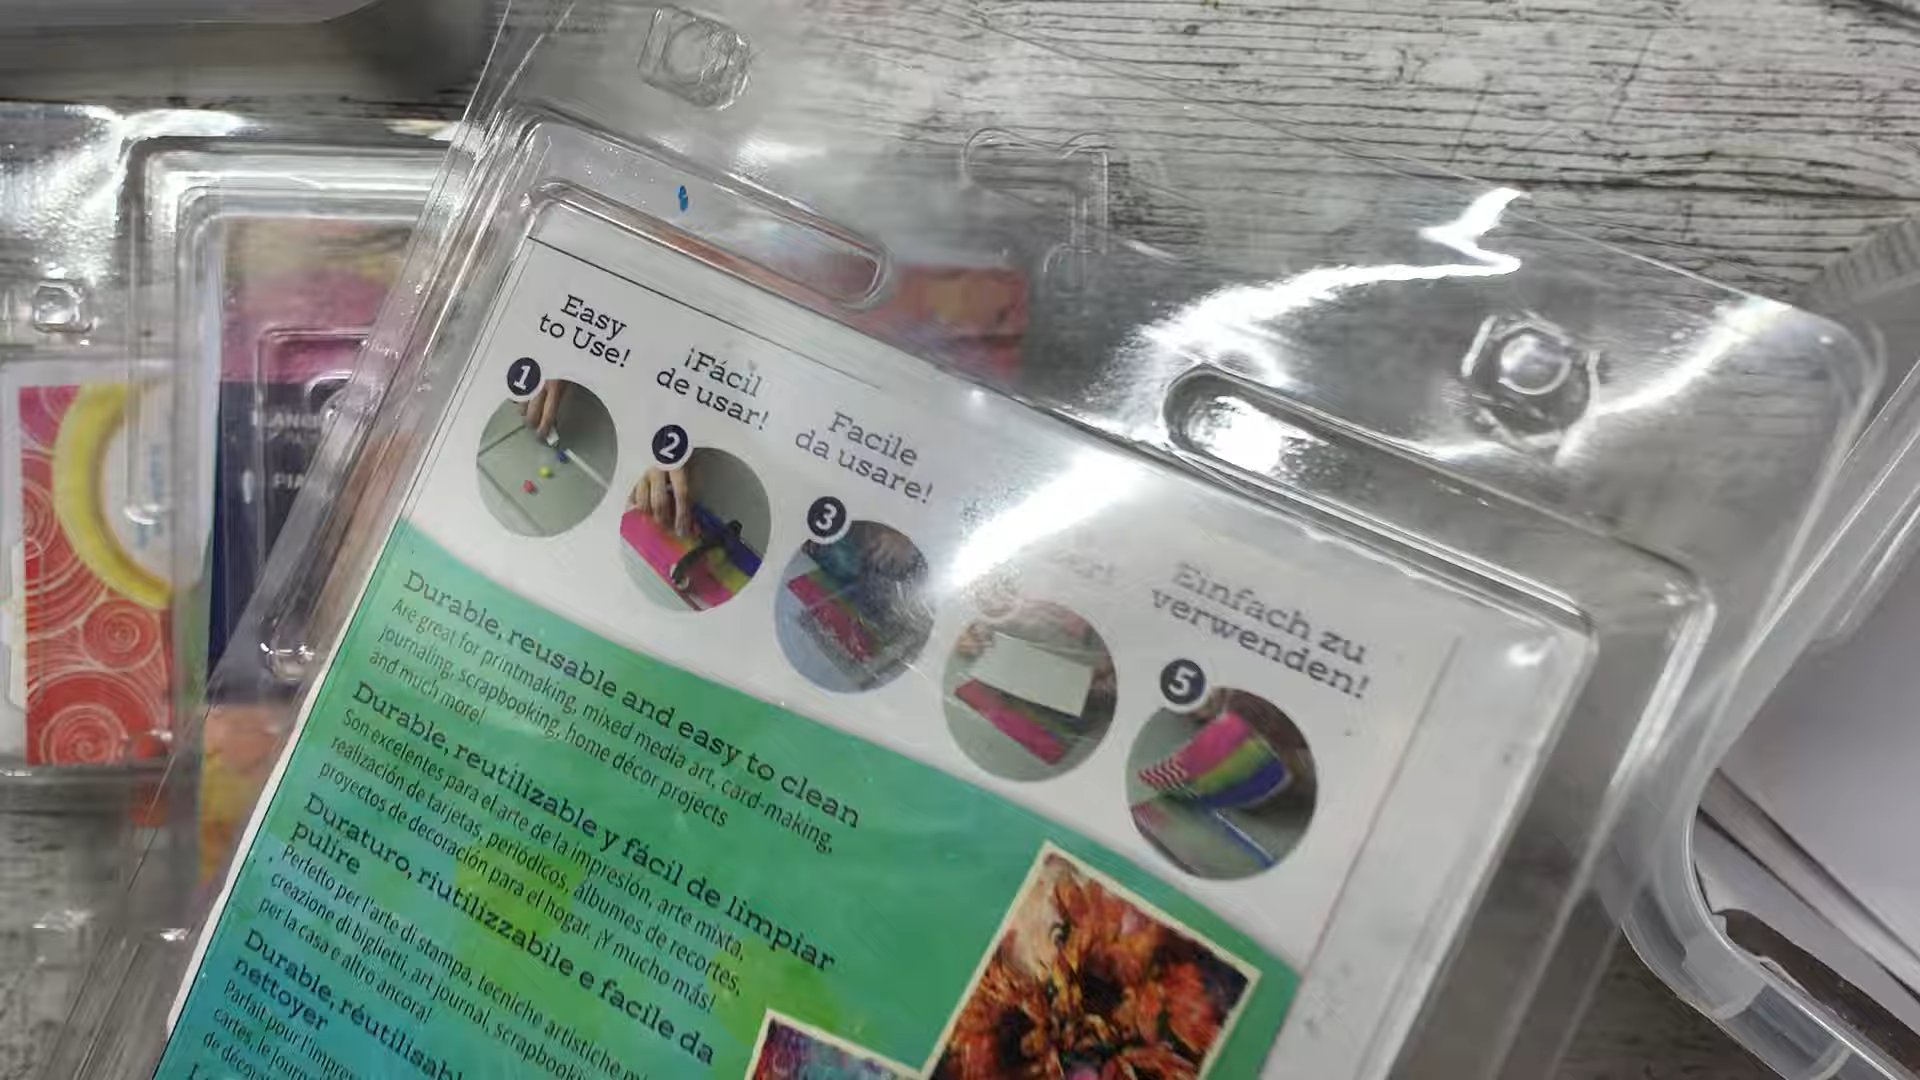 Easy
to Use!
¡Fácil
de usar!
Facile
da usare!
Einfach zu
verwenden!
1
2
3
5
Durable, reusable and easy to clean
Are great for printmaking, mixed media art, card-making,
journaling, scrapbooking, home décor projects
and much more!
Durable, reutilizable y fácil de limpiar
Son excelentes para el arte de la impresión, arte mixta,
realización de tarjetas, periódicos, álbumes de recortes,
proyectos de decoración para el hogar. ¡Y mucho más!
Duraturo, riutilizzabile e facile da
pulire
Perfetto per l'arte di stampa, tecniche artistiche
creazione di biglietti, art journal,
per la casa e altro ancora!
Durable,
nettoyer
Parfait pour
cartes, le